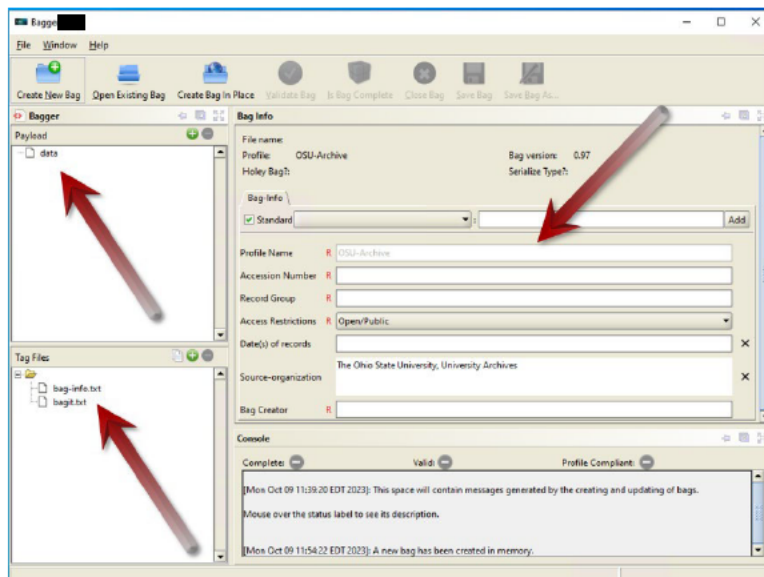 Bagger
File Window Help
Create New Bag Open Existing Bag Create Bag In Place Validate Bag Is Bag Complete Close Bag Save Bag Save Bag As...
Bagger
Payload
data
Tag Files
bag-info.txt
bagit.txt
Bag Info
File name:
Profile: OSU-Archive Bag version: 0.97
Holey Bag?: Serialize Type?:
Bag-Info
Standard : Add
Profile Name R OSU-Archive
Accession Number R
Record Group R
Access Restrictions R Open/Public
Date(s) of records
Source-organization The Ohio State University, University Archives
Bag Creator R
Console
Complete: Valid: Profile Compliant:
[Mon Oct 09 11:39:20 EDT 2023]: This space will contain messages generated by the creating and updating of bags.
Mouse over the status label to see its description.
[Mon Oct 09 11:54:22 EDT 2023]: A new bag has been created in memory.